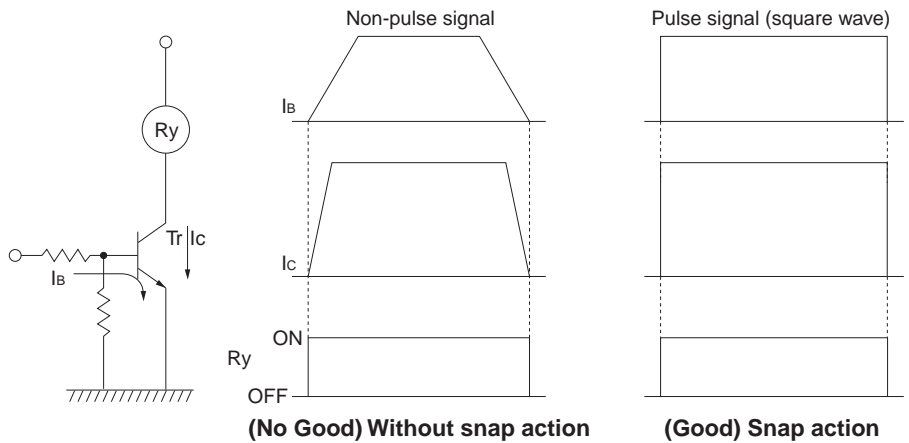 Non-pulse signal
Pulse signal (square wave)
Ry
IB
Tr Ic
IB
IC
ON
Ry
OFF
(No Good) Without snap action
(Good) Snap action